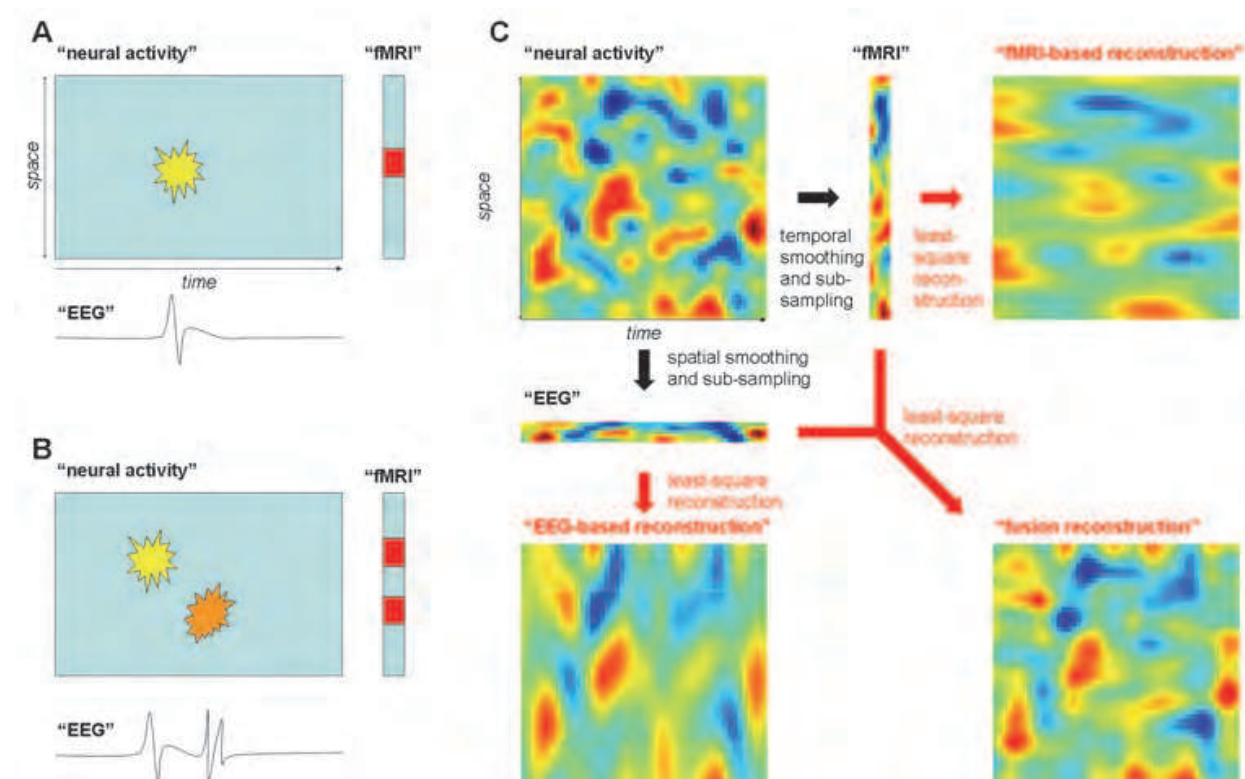 A
"neural activity"
"fMRI"
space
time
"EEG"
B
"neural activity"
"fMRI"
"EEG"
C
"neural activity"
"fMRI"
"fMRI-based reconstruction"
space
temporal
smoothing
and sub-
sampling
least-
square
recon-
struction
time
spatial smoothing
and sub-sampling
"EEG"
least-square
reconstruction
least-square
reconstruction
"EEG-based reconstruction"
"fusion reconstruction"